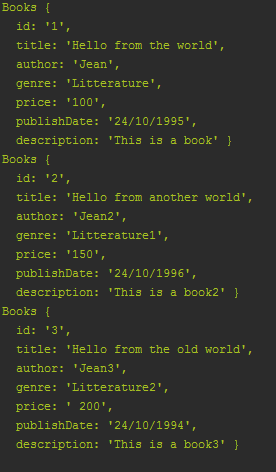 Books {
  id: '1',
  title: 'Hello from the world',
  author: 'Jean',
  genre: 'Litterature',
  price: '100',
  publishDate: '24/10/1995',
  description: 'This is a book' }
Books {
  id: '2',
  title: 'Hello from another world',
  author: 'Jean2',
  genre: 'Litterature1',
  price: '150',
  publishDate: '24/10/1996',
  description: 'This is a book2' }
Books {
  id: '3',
  title: 'Hello from the old world',
  author: 'Jean3',
  genre: 'Litterature2',
  price: ' 200',
  publishDate: '24/10/1994',
  description: 'This is a book3' }